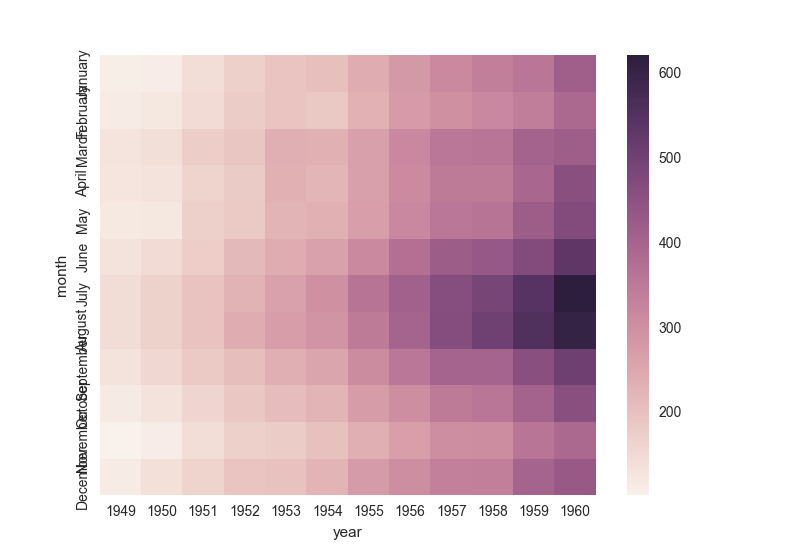 month
January
February
March
April
May
June
July
August
September
October
November
December
1949 1950 1951 1952 1953 1954 1955 1956 1957 1958 1959 1960
year
600
500
400
300
200